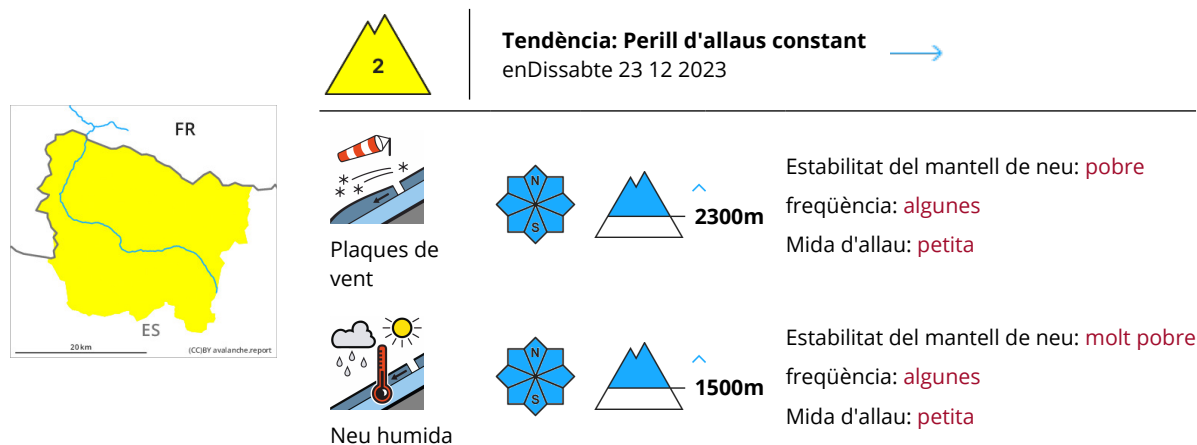 2
Tendència: Perill d'allaus constant
enDissabte 23 12 2023
FR
ES
20 km
(CC)BY avalanche.report
N
S
2300m
Plaques de
vent
Estabilitat del mantell de neu: pobre
freqüència: algunes
Mida d'allau: petita
N
S
1500m
Neu humida
Estabilitat del mantell de neu: molt pobre
freqüència: algunes
Mida d'allau: petita